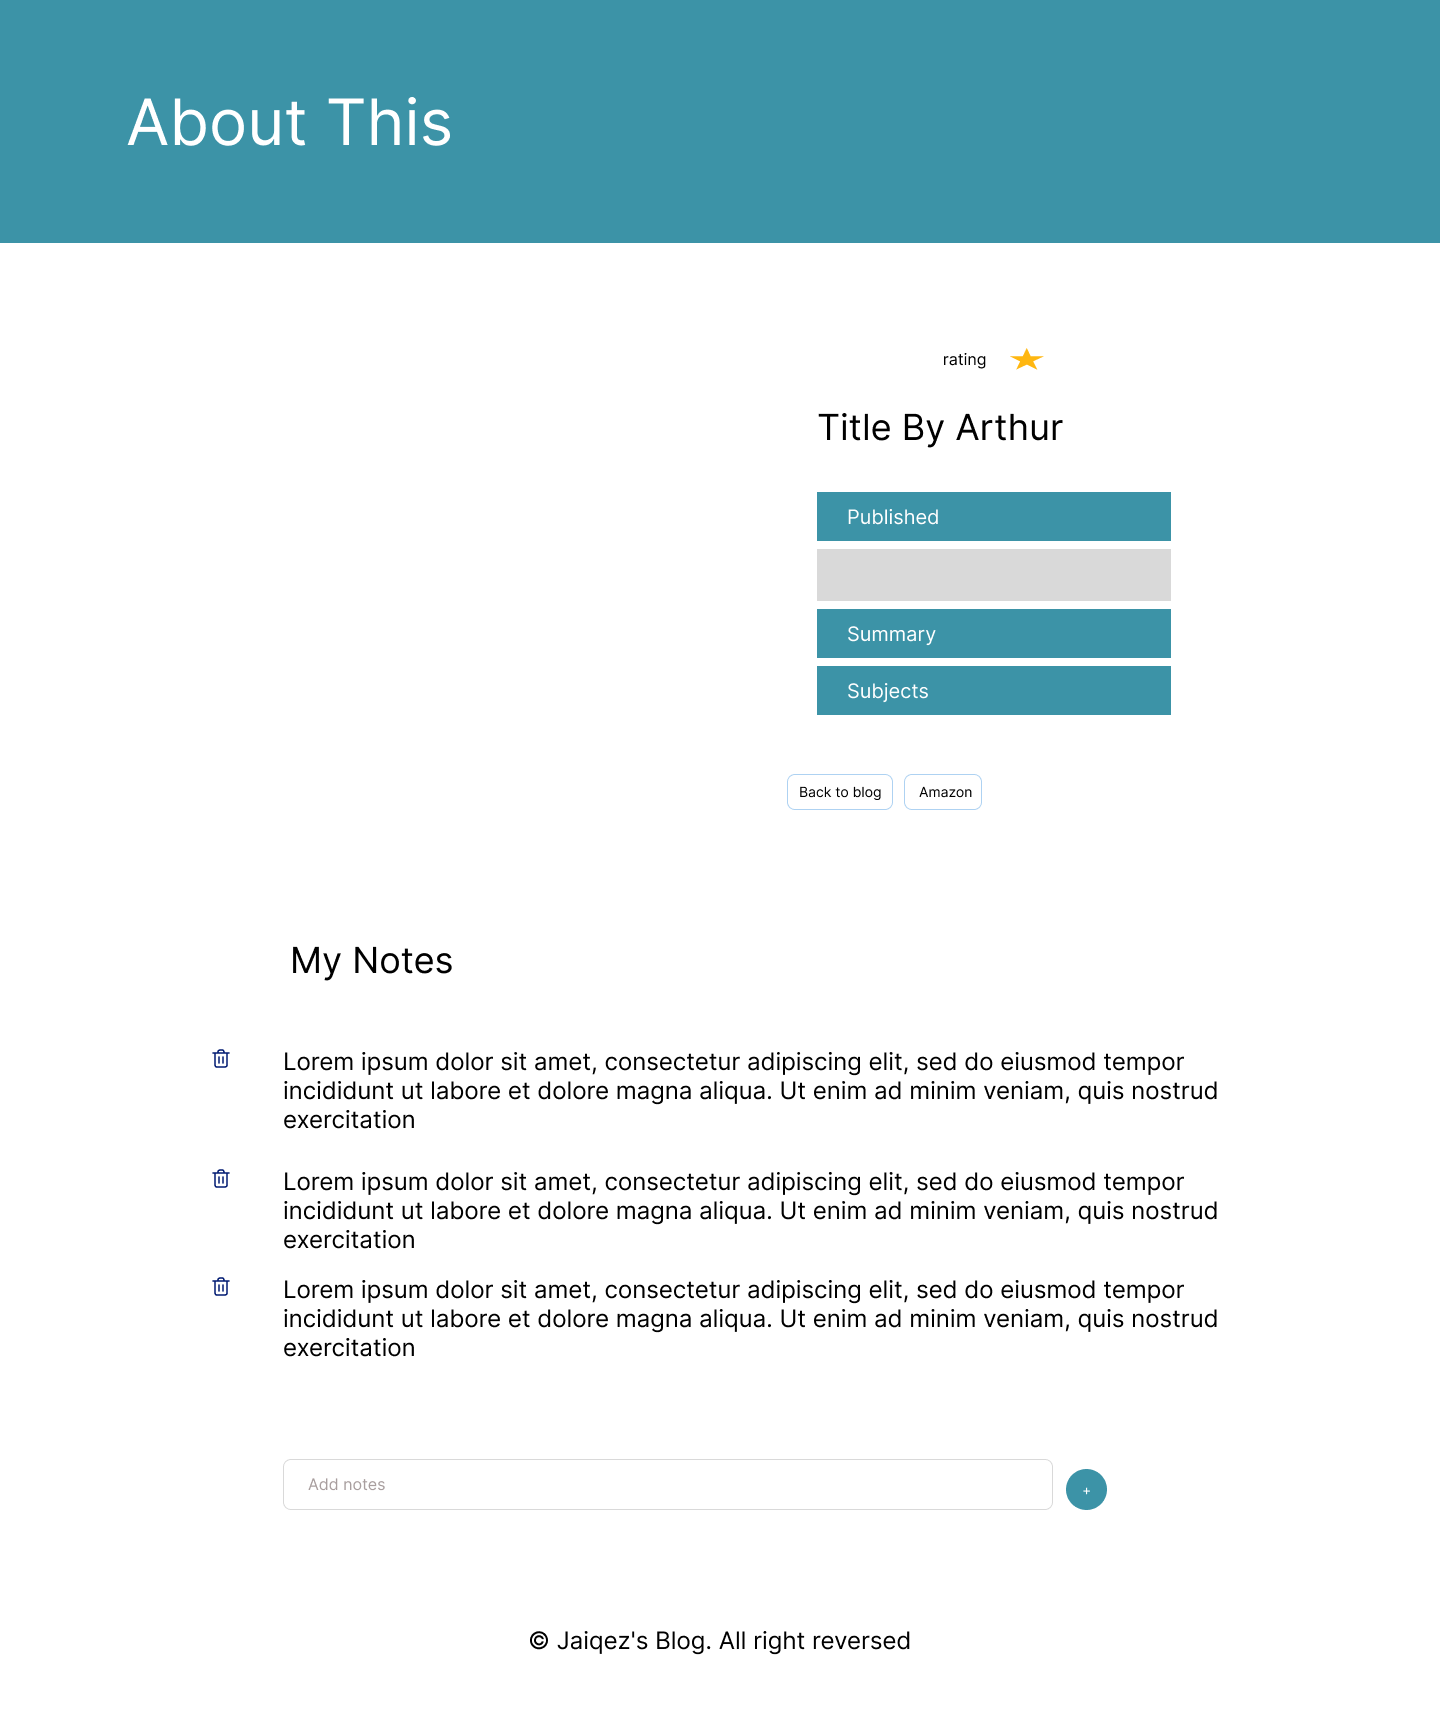 About This
rating
Title By Arthur
Published
Summary
Subjects
Back to blog
Amazon
My Notes
Lorem ipsum dolor sit amet, consectetur adipiscing elit, sed do eiusmod tempor
incididunt ut labore et dolore magna aliqua. Ut enim ad minim veniam, quis nostrud
exercitation
Lorem ipsum dolor sit amet, consectetur adipiscing elit, sed do eiusmod tempor
incididunt ut labore et dolore magna aliqua. Ut enim ad minim veniam, quis nostrud
exercitation
Lorem ipsum dolor sit amet, consectetur adipiscing elit, sed do eiusmod tempor
incididunt ut labore et dolore magna aliqua. Ut enim ad minim veniam, quis nostrud
exercitation
Add notes
+
© Jaiqez's Blog. All right reversed